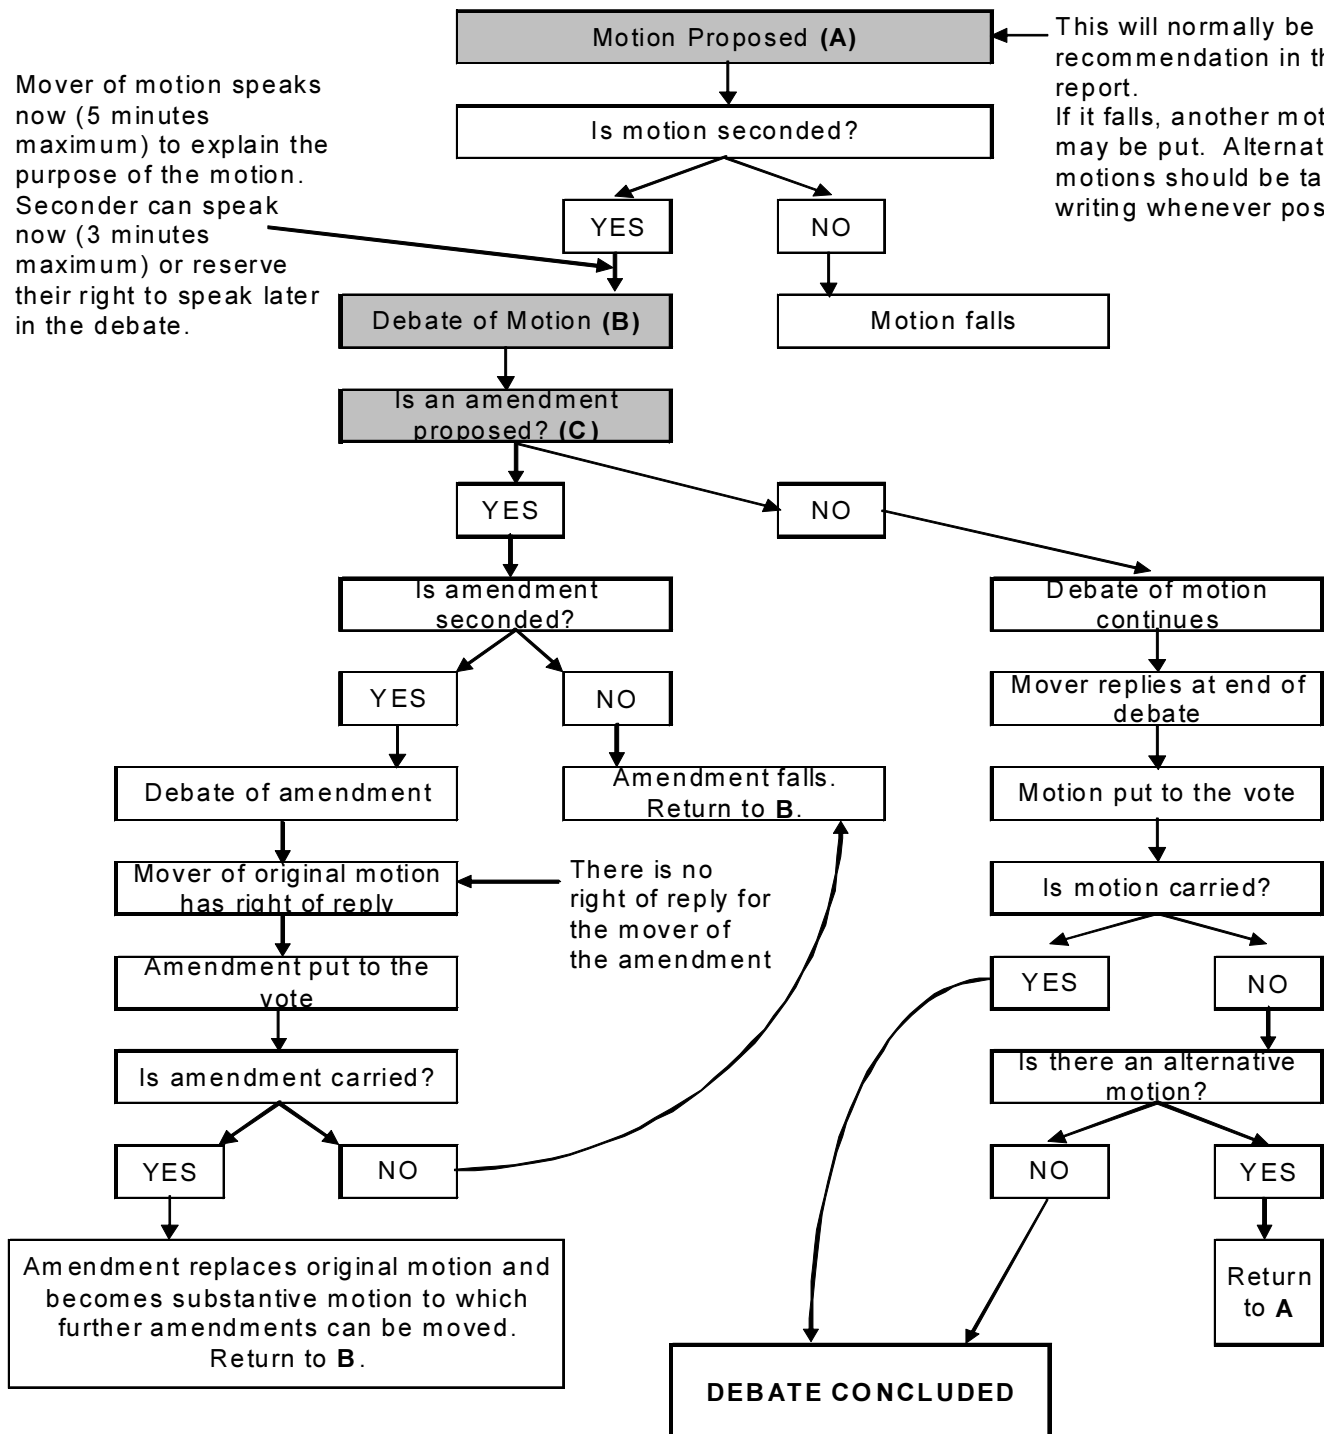 Motion Proposed (A)
This will normally be
recommendation in
report.
If it falls, another
may be put.
motions should be
writing whenever
Mover of motion speaks
now (5 minutes
maximum) to explain the
purpose of the motion.
Seconder can speak
now (3 minutes
maximum) or reserve
their right to speak later
in the debate.
Is motion seconded?
YES
NO
Debate of Motion (B)
Motion falls
Is an amendment
proposed? (C)
YES
NO
Is amendment
seconded?
Debate of motion
continues
YES
NO
Mover replies at end of
debate
Debate of amendment
Amendment falls.
Return to B.
Motion put to the vote
Mover of original motion
has right of reply
There is no
right of reply for
the mover of
the amendment
Is motion carried?
Amendment put to the
vote
YES
NO
Is amendment carried?
Is there an alternative
motion?
YES
NO
NO
YES
Amendment replaces original motion and
becomes substantive motion to which
further amendments can be moved.
Return to B.
Return
to A
DEBATE CONCLUDED